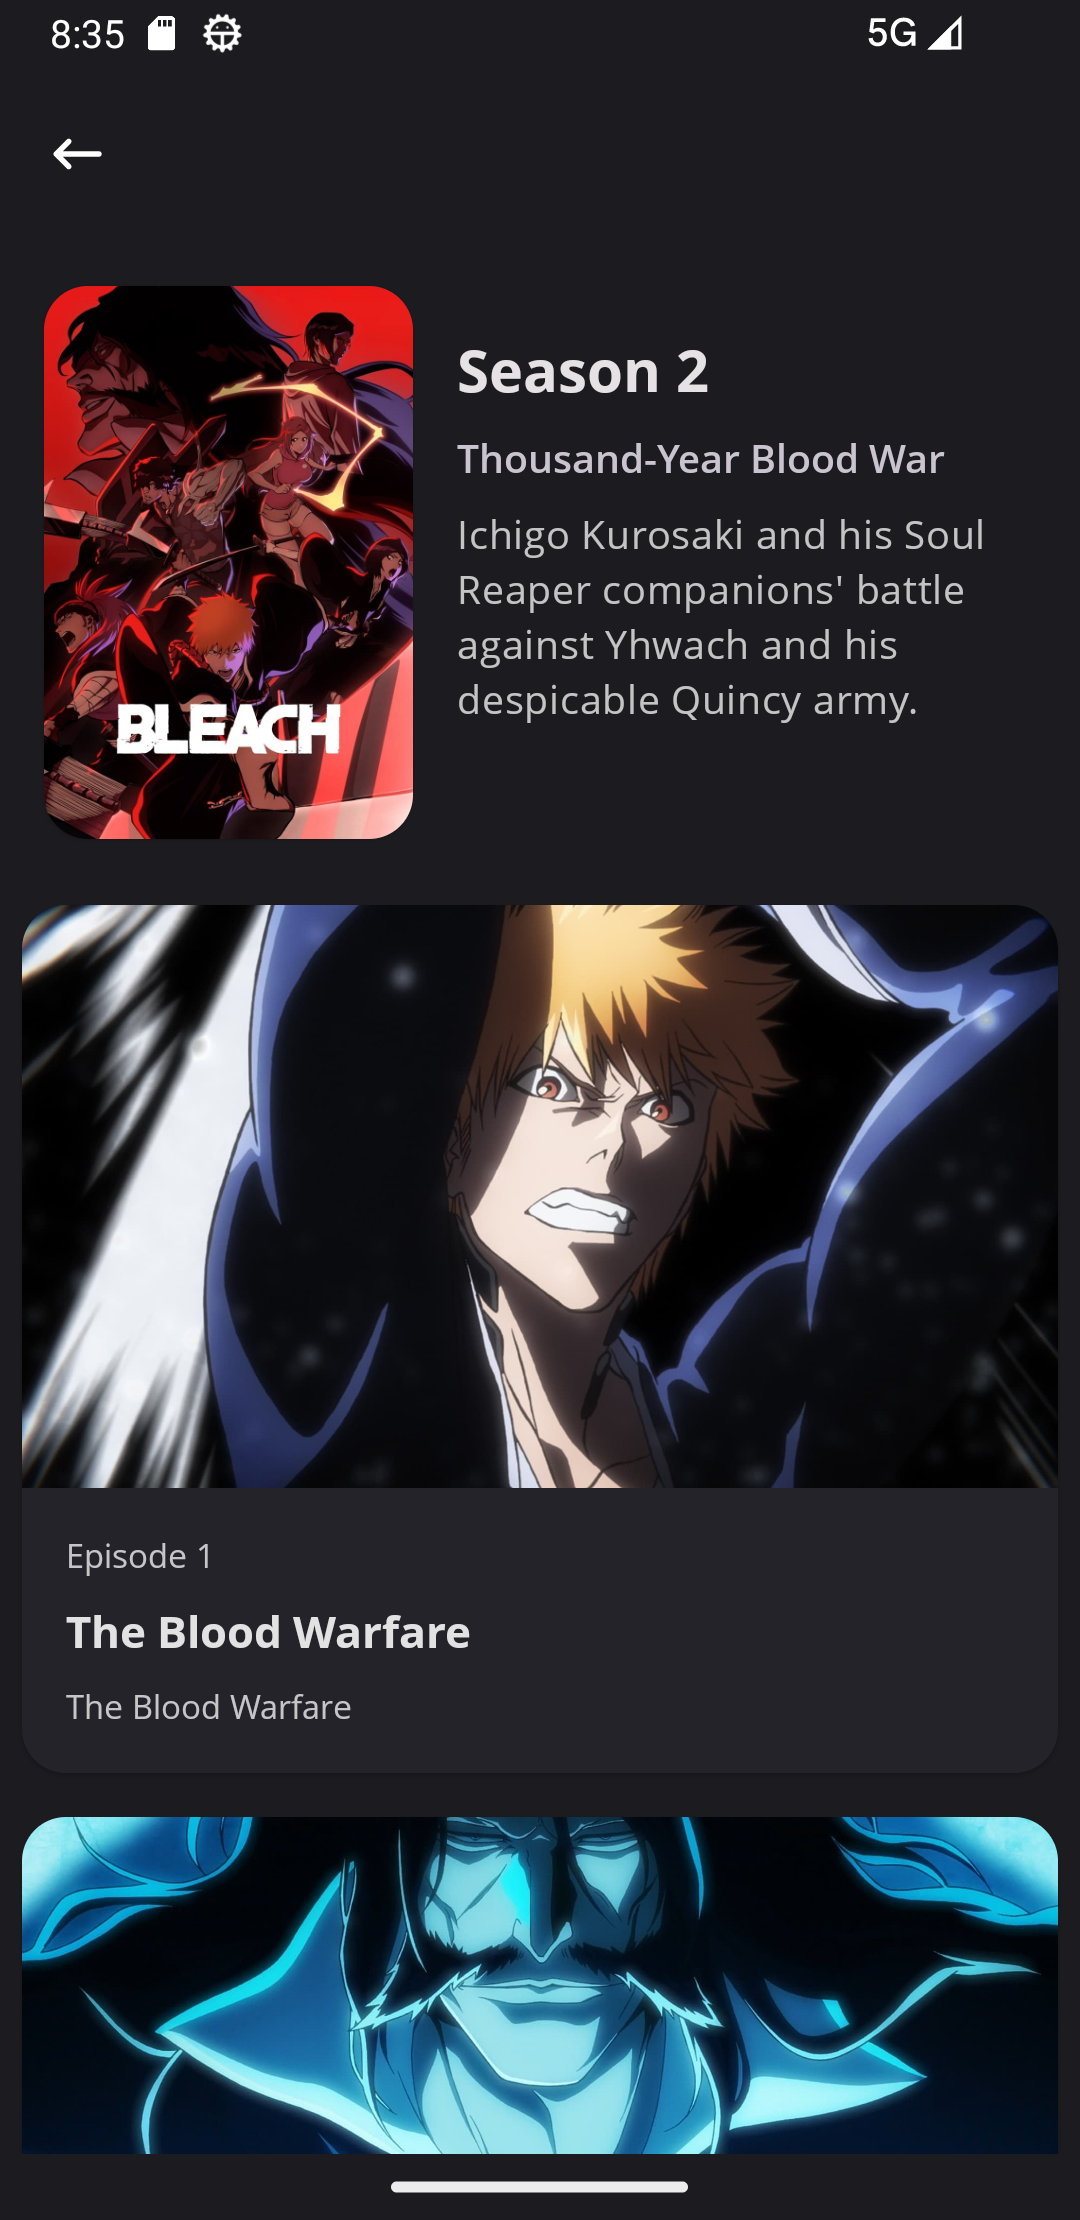 8:35
5G
BLEACH
Season 2
Thousand-Year Blood War
Ichigo Kurosaki and his Soul
Reaper companions' battle
against Yhwach and his
despicable Quincy army.
Episode 1
The Blood Warfare
The Blood Warfare